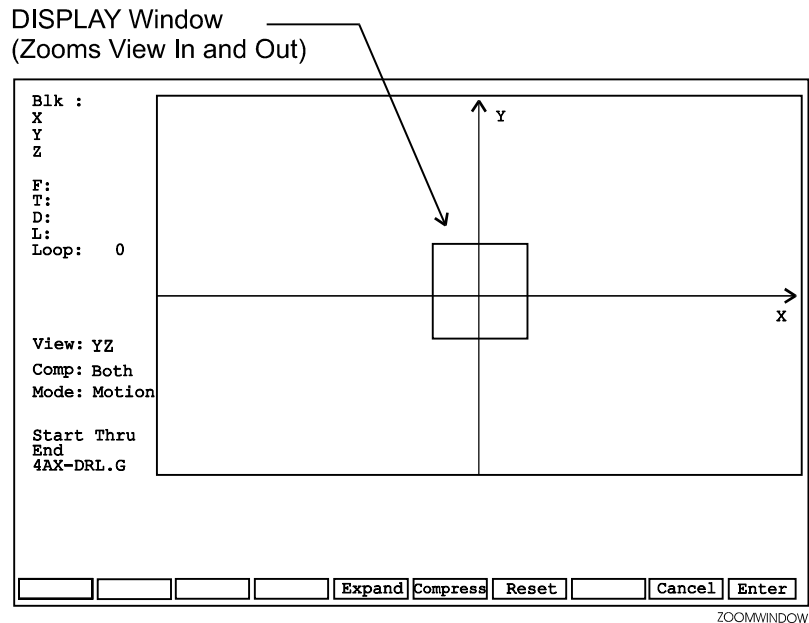 DISPLAY Window
(Zooms View In and Out)
Blk :
X
Y
Z
F:
T:
D:
L:
Loop: 0
View: YZ
Comp: Both
Mode: Motion
Start Thru
End
4AX-DRL.G
Y
X
Expand Compress Reset Cancel Enter
ZOOMWINDOW